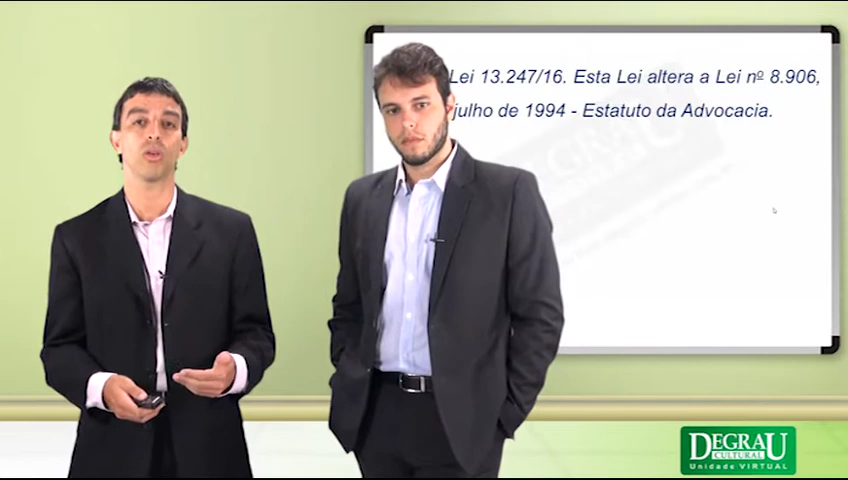 Lei 13.247/16. Esta Lei altera a Lei nº 8.906,
julho de 1994 - Estatuto da Advocacia.
DEGRAU
CULTURAL
Unidade VIRTUAL